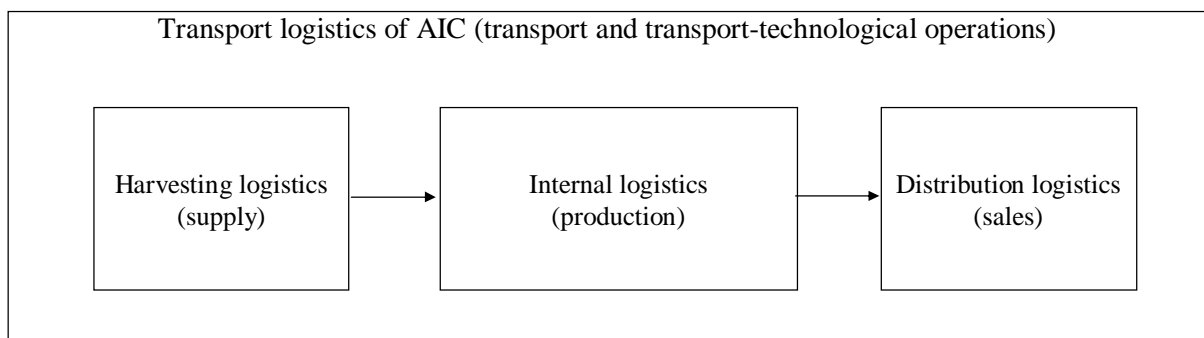 Transport logistics of AIC (transport and transport-technological operations)
Harvesting logistics
(supply)
Internal logistics
(production)
Distribution logistics
(sales)